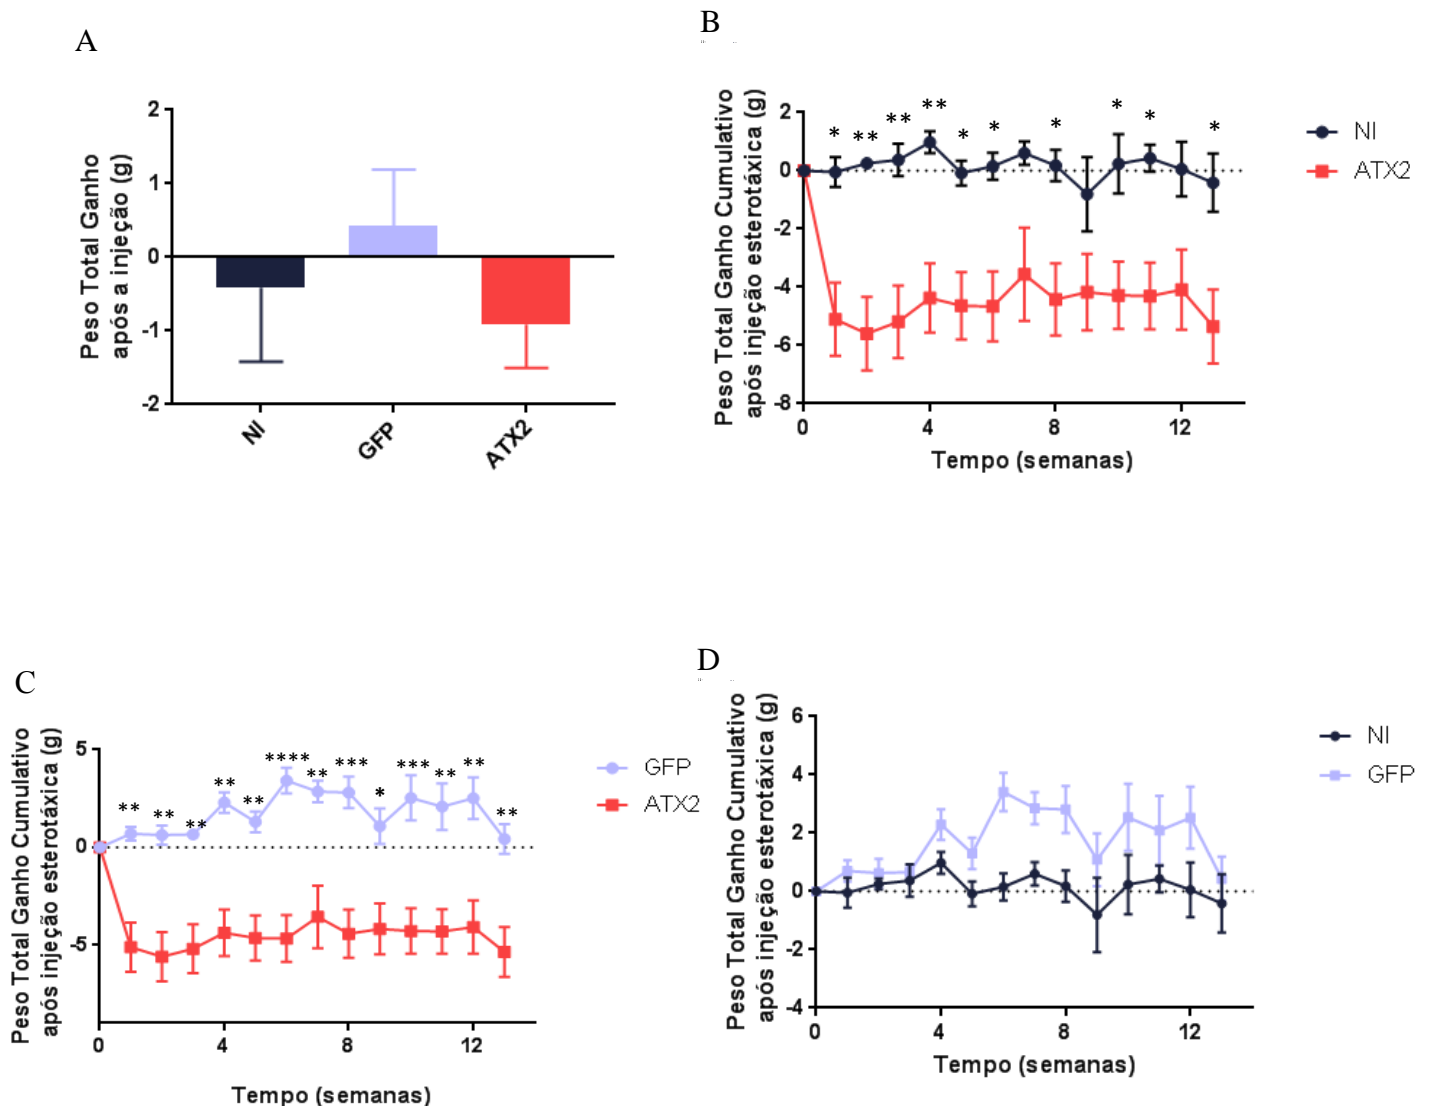 A
Peso Total Ganho
após a injeção (g)
2
1
0
-1
-2
NI
GFP
ATX2
B
Peso Total Ganho Cumulativo
após injeção esterotáxica (g)
2
0
-2
-4
-6
-8
* ** ** ** * * * * * *
0 4 8 12
Tempo (semanas)
NI
ATX2
C
Peso Total Ganho Cumulativo
após injeção esterotáxica (g)
5
0
-5
** ** ** ** ** **** ** *** * *** ** ** **
0 4 8 12
Tempo (semanas)
GFP
ATX2
D
Peso Total Ganho Cumulativo
após injeção esterotáxica (g)
6
4
2
0
-2
-4
0 4 8 12
Tempo (semanas)
NI
GFP